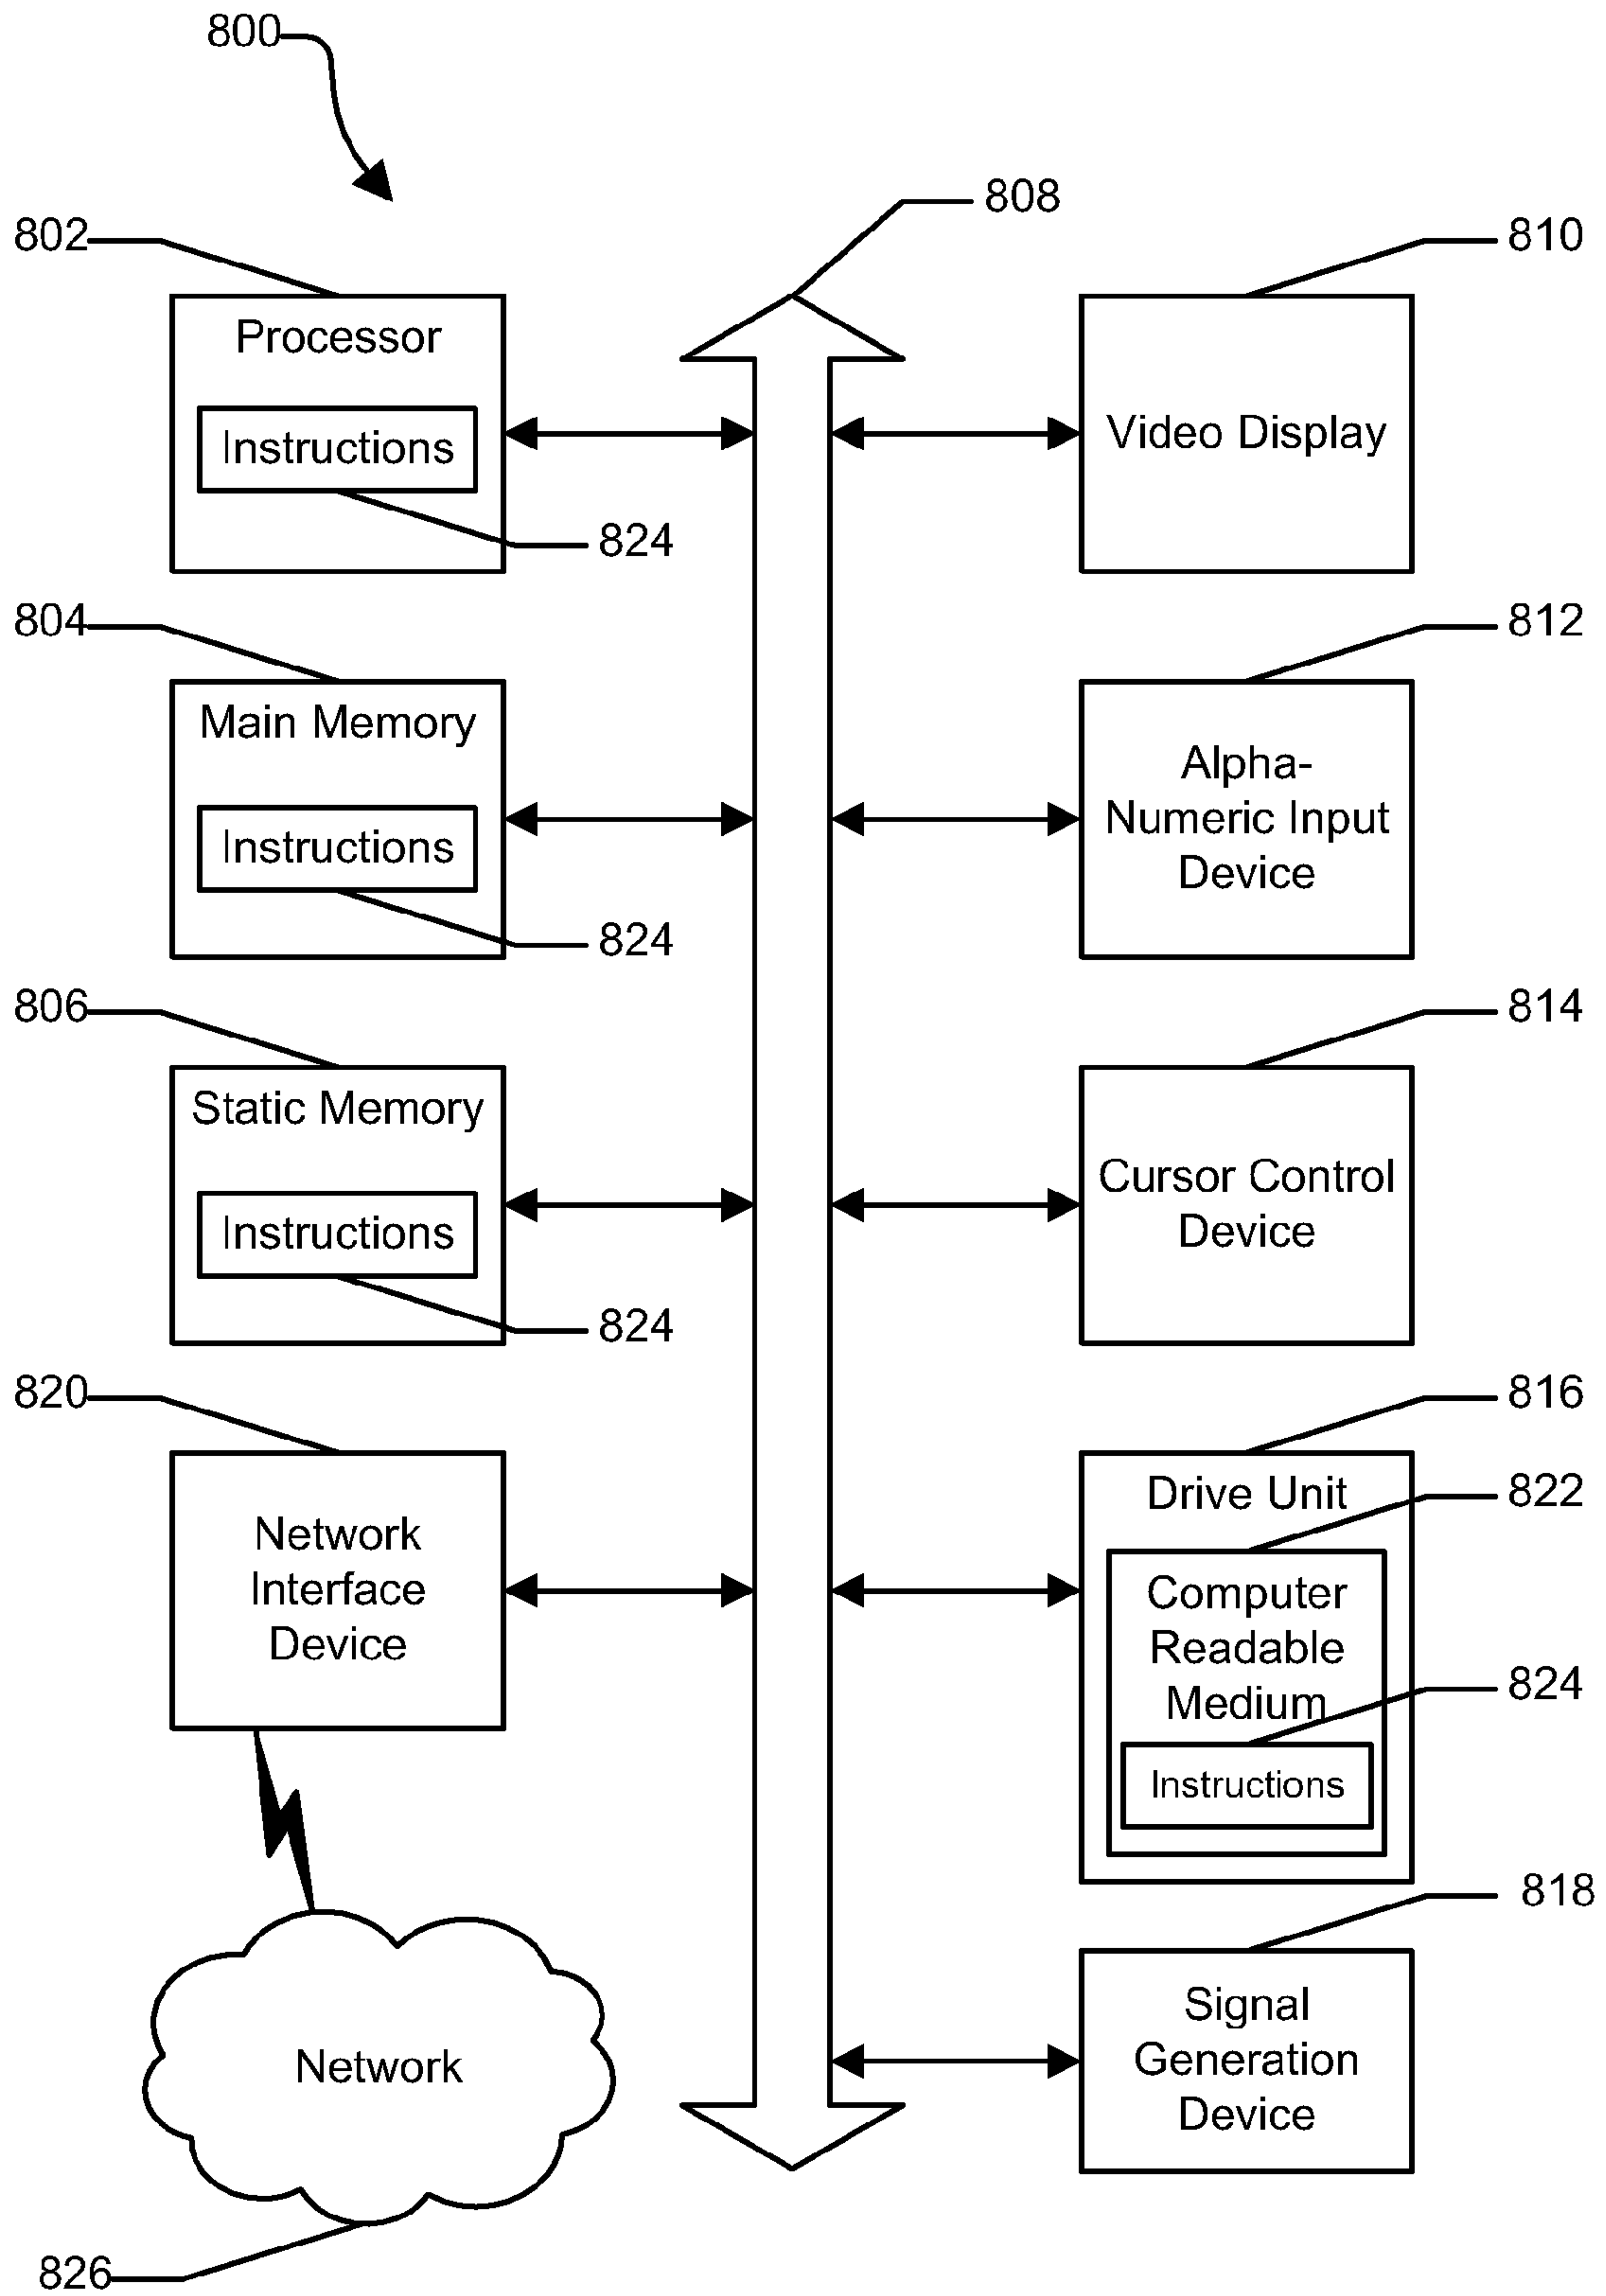 800
808
802
810
Processor
Instructions
824
Video Display
804
812
Main Memory
Instructions
824
Alpha-
Numeric Input
Device
806
814
Static Memory
Instructions
824
Cursor Control
Device
820
816
Network
Interface
Device
Drive Unit
822
Computer
Readable
Medium
824
Instructions
818
Signal
Generation
Device
Network
826